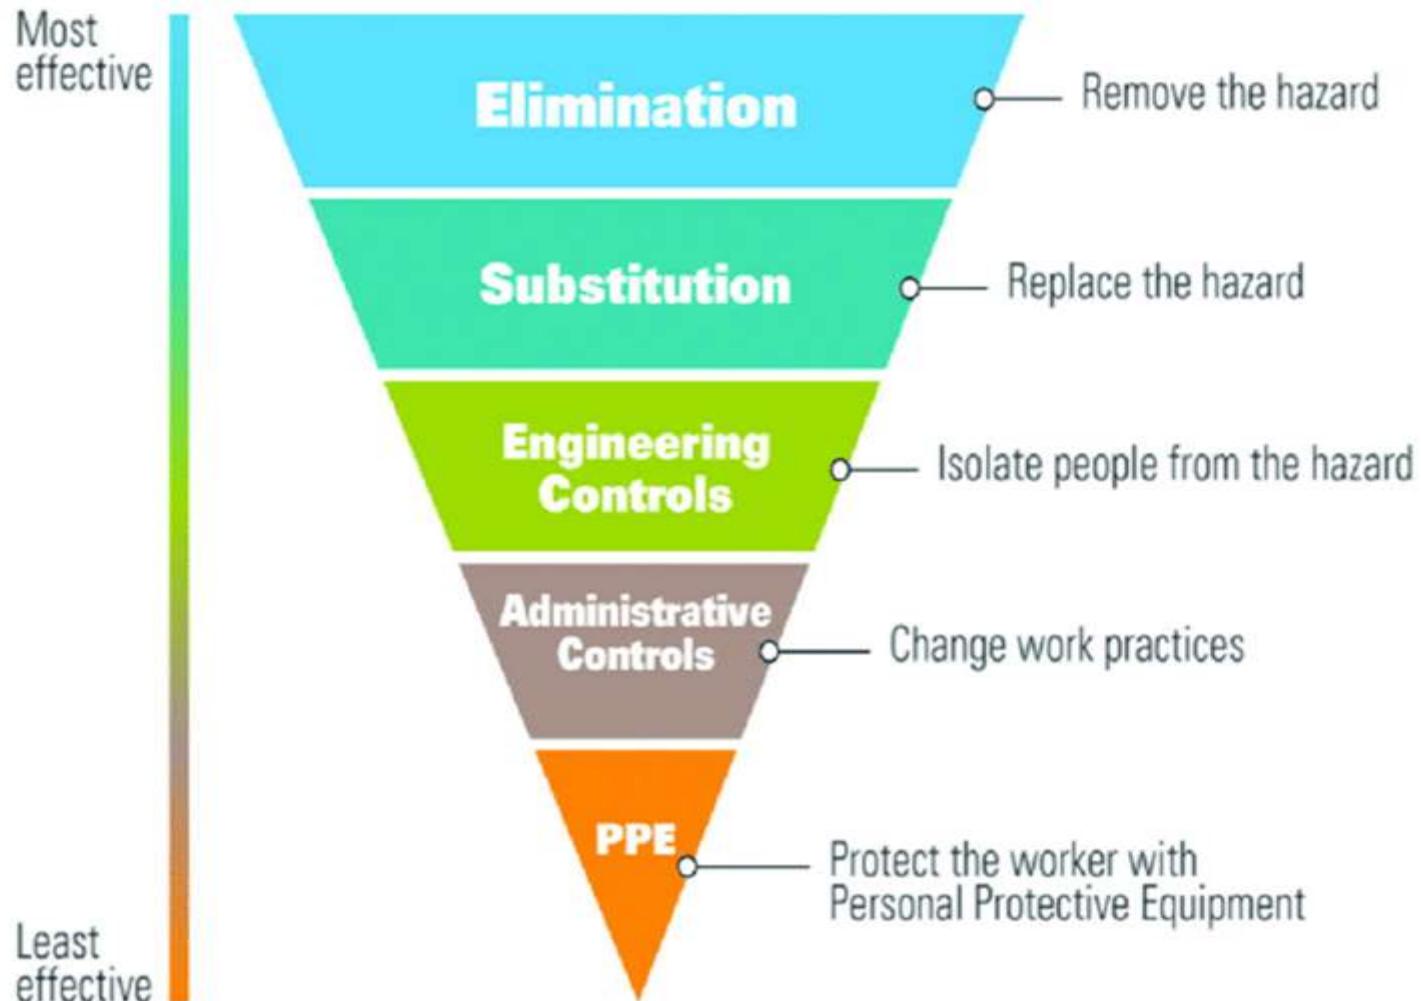 Most
effective
Elimination
Remove the hazard
Substitution
Replace the hazard
Engineering
Controls
Isolate people from the hazard
Administrative
Controls
Change work practices
PPE
Protect the worker with
Personal Protective Equipment
Least
effective